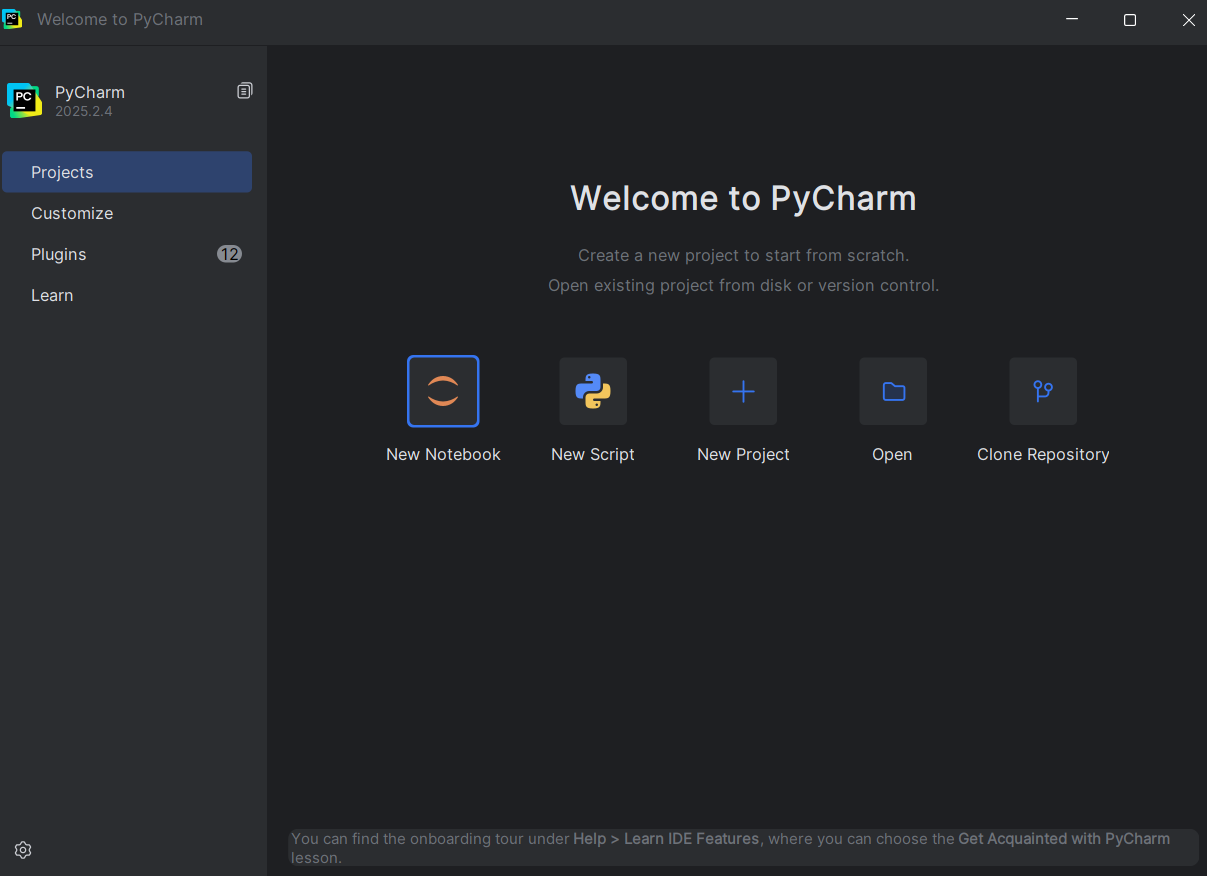 PC
Welcome to PyCharm
PC
PyCharm
2025.2.4
Projects
Customize
Plugins
12
Learn
Welcome to PyCharm
Create a new project to start from scratch.
Open existing project from disk or version control.
New Notebook
New Script
New Project
Open
Clone Repository
You can find the onboarding tour under Help > Learn IDE Features, where you can choose the Get Acquainted with PyCharm
lesson.